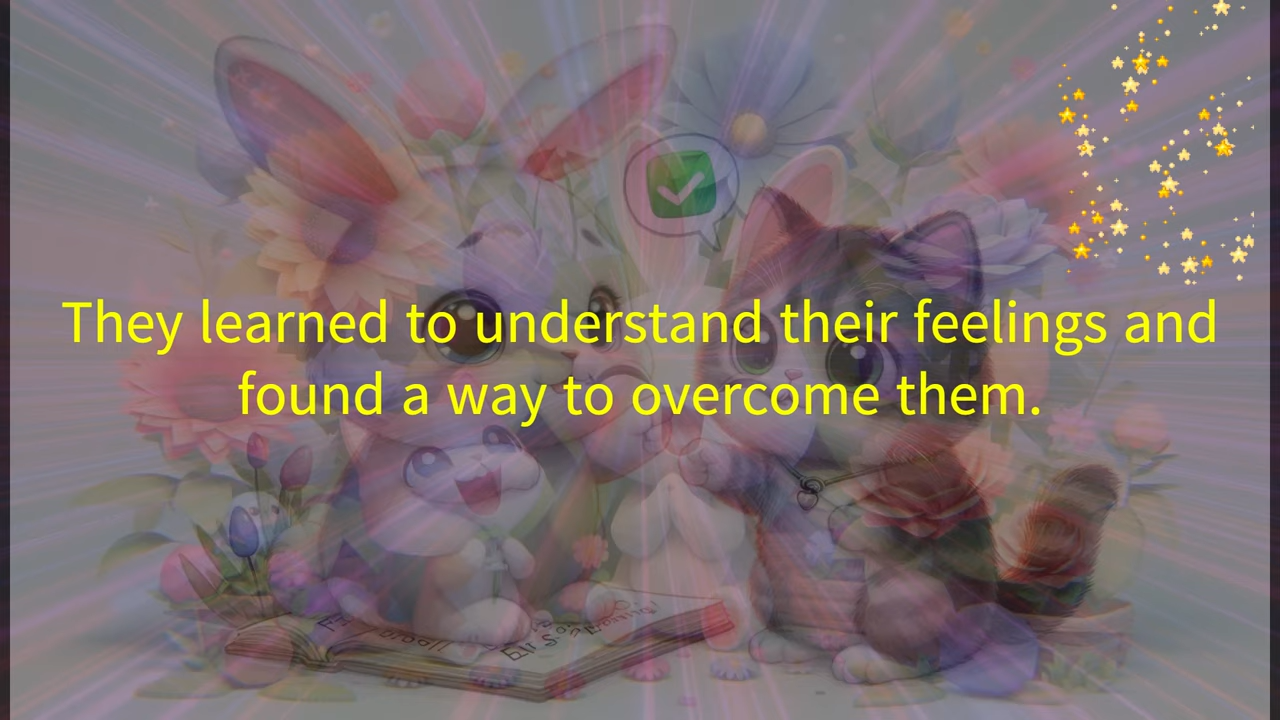 They learned to understand their feelings and
found a way to overcome them.